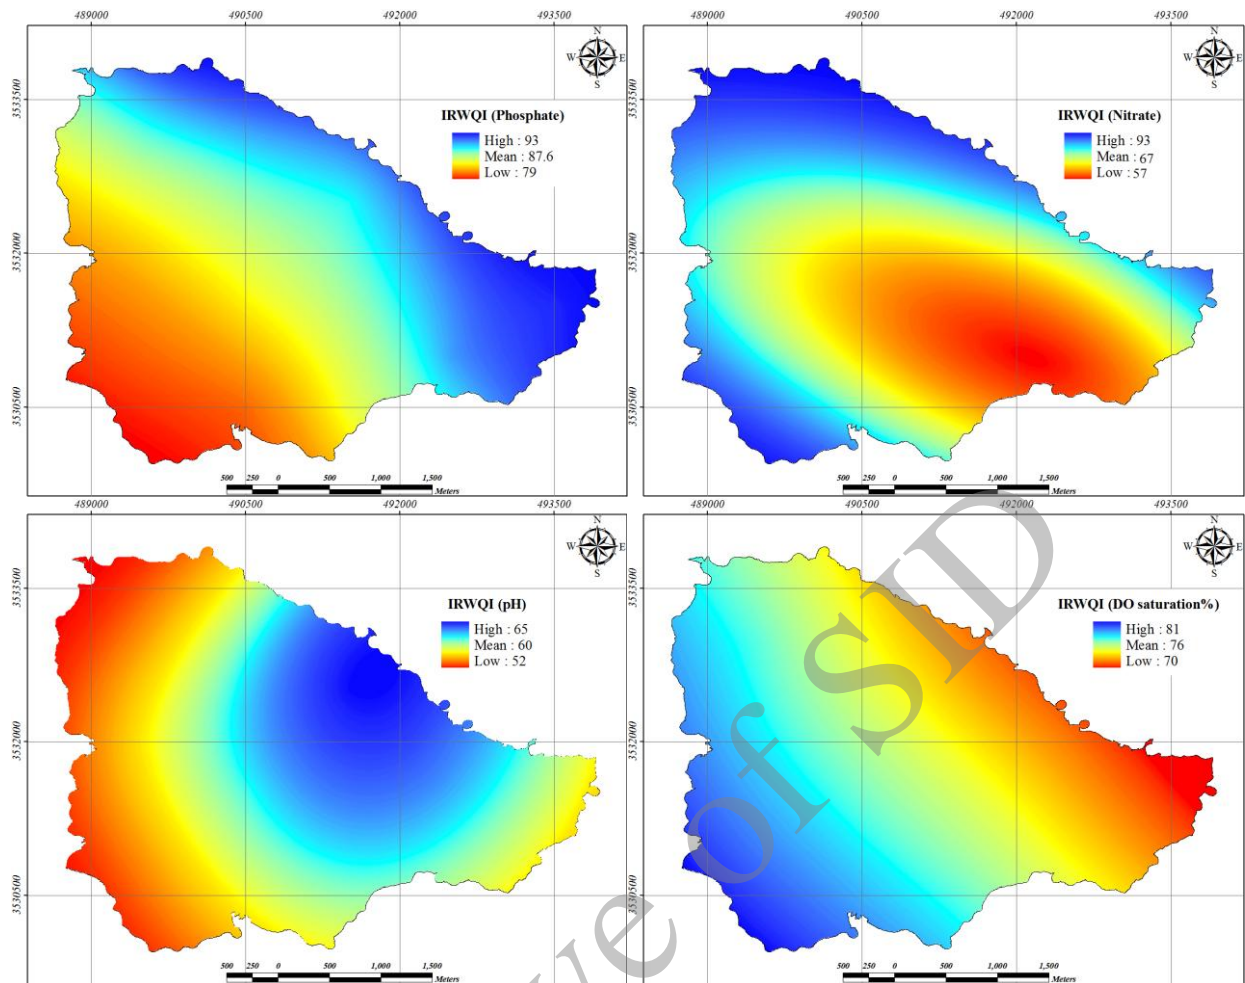 489000 490500 492000 493500
489000 490500 492000 493500
N
W E
S
N
W E
S
3533500
3532000
3530500
3533500
3532000
3530500
IRWQI (Phosphate)
High : 93
Mean : 87.6
Low : 79
IRWQI (Nitrate)
High : 93
Mean : 67
Low : 57
500 250 0 500 1,000 1,500
Meters
500 250 0 500 1,000 1,500
Meters
489000 490500 492000 493500
489000 490500 492000 493500
N
W E
S
N
W E
S
3533500
3532000
3530500
3533500
3532000
3530500
IRWQI (pH)
High : 65
Mean : 60
Low : 52
IRWQI (DO saturation%)
High : 81
Mean : 76
Low : 70
500 250 0 500 1,000 1,500
Meters
500 250 0 500 1,000 1,500
Meters
ve of SID